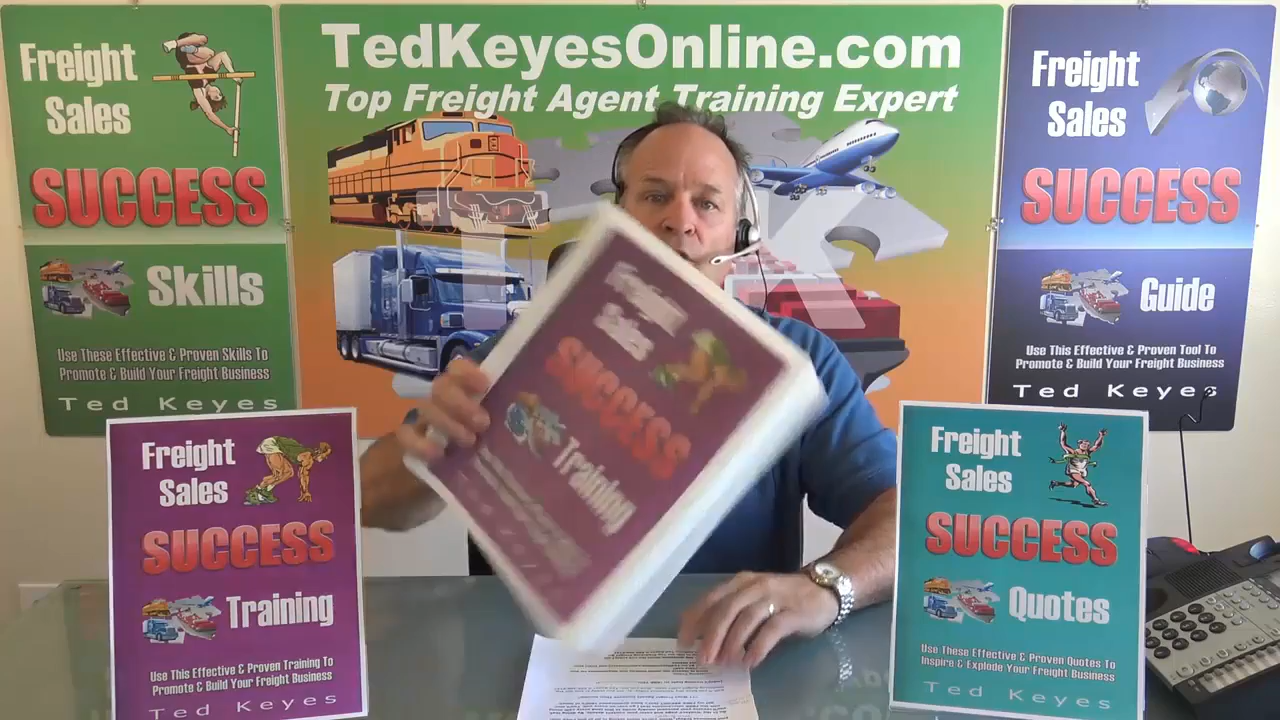 Freight
Sales
SUCCESS
Skills
Use These Effective & Proven Skills To
Promote & Build Your Freight Business
Ted Keyes
TedKeyesOnline.com
Top Freight Agent Training Expert
TK
Freight
Sales
SUCCESS
Guide
Use This Effective & Proven Tool To
Promote & Build Your Freight Business
Ted Keyes
Freight
Sales
SUCCESS
Training
Freight
Sales
SUCCESS
Training
Use This Effective & Proven Training To
Promote & Build Your Freight Business
Ted Keyes
Freight
Sales
SUCCESS
Quotes
Use These Effective & Proven Quotes To
Inspire & Explode Your Freight Business
Ted Keyes